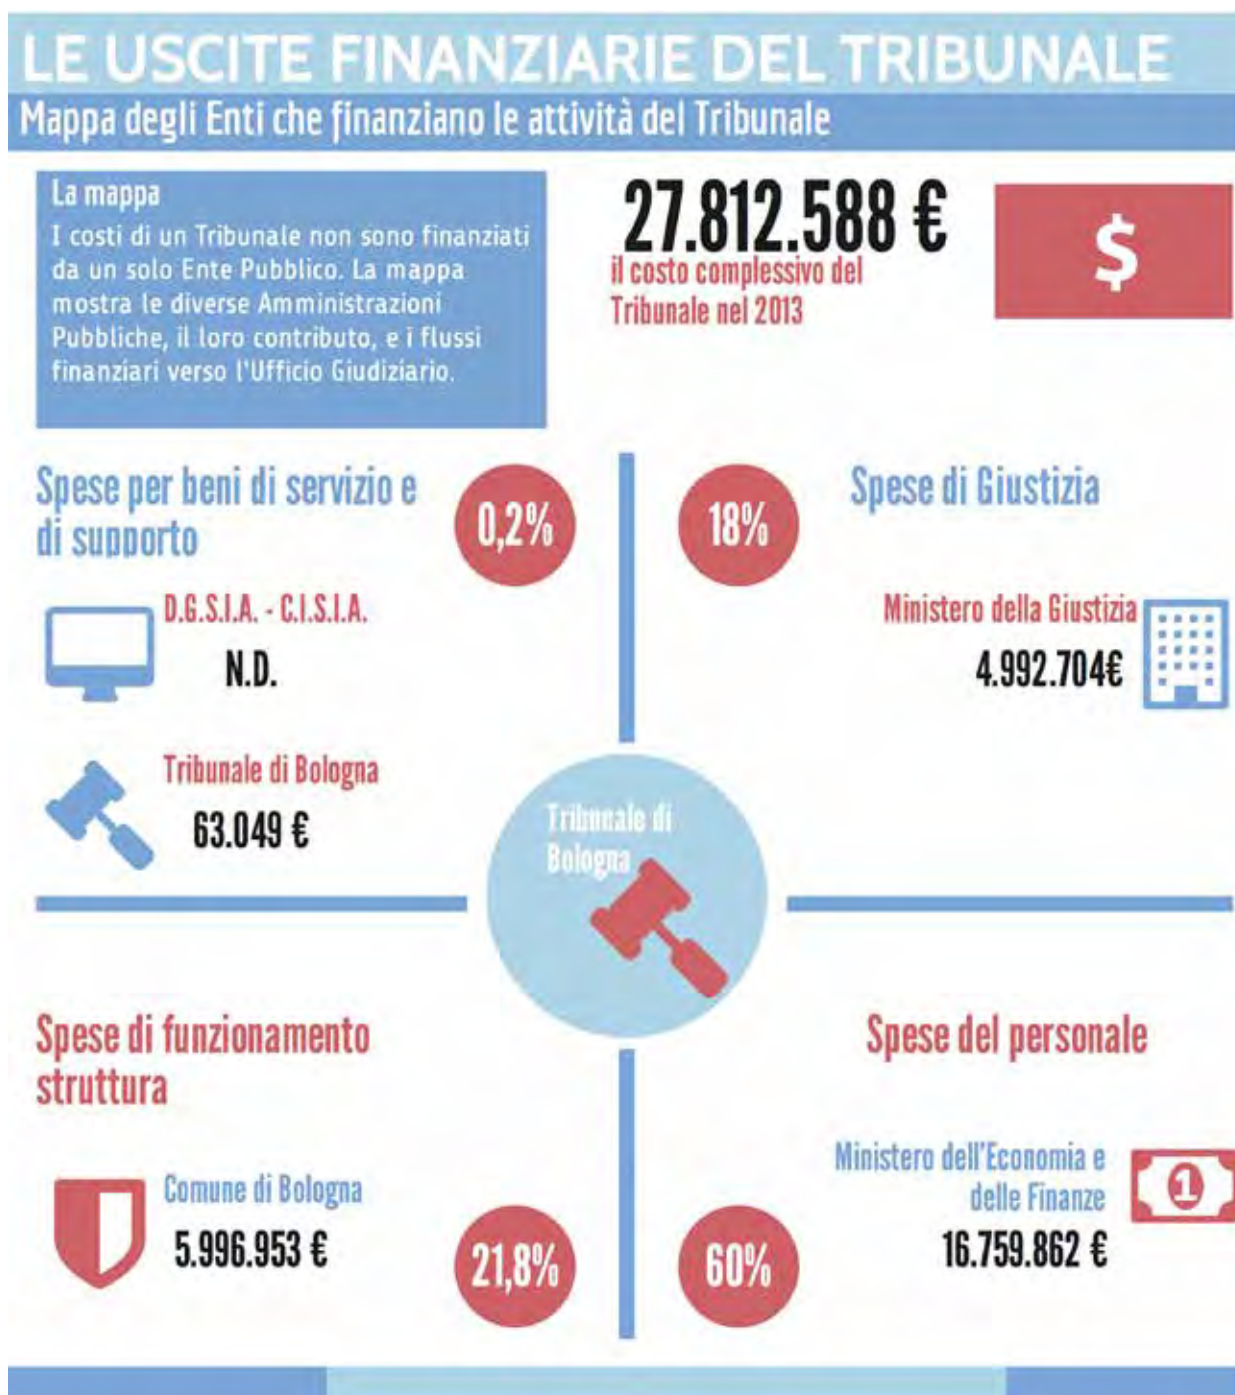 LE USCITE FINANZIARIE DEL TRIBUNALE
Mappa degli Enti che finanziano le attività del Tribunale
La mappa
I costi di un Tribunale non sono finanziati
da un solo Ente Pubblico. La mappa
mostra le diverse Amministrazioni
Pubbliche, il loro contributo, e i flussi
finanziari verso l'Ufficio Giudiziario.
27.812.588 €
il costo complessivo del
Tribunale nel 2013
$
Spese per beni di servizio e
di supporto
0,2%
D.G.S.I.A. - C.I.S.I.A.
N.D.
Tribunale di Bologna
63.049 €
18%
Spese di Giustizia
Ministero della Giustizia
4.992.704€
Tribunale di
Bologna
Spese di funzionamento
struttura
Comune di Bologna
5.996.953 €
21,8%
Spese del personale
Ministero dell'Economia e
delle Finanze
16.759.862 €
1
60%